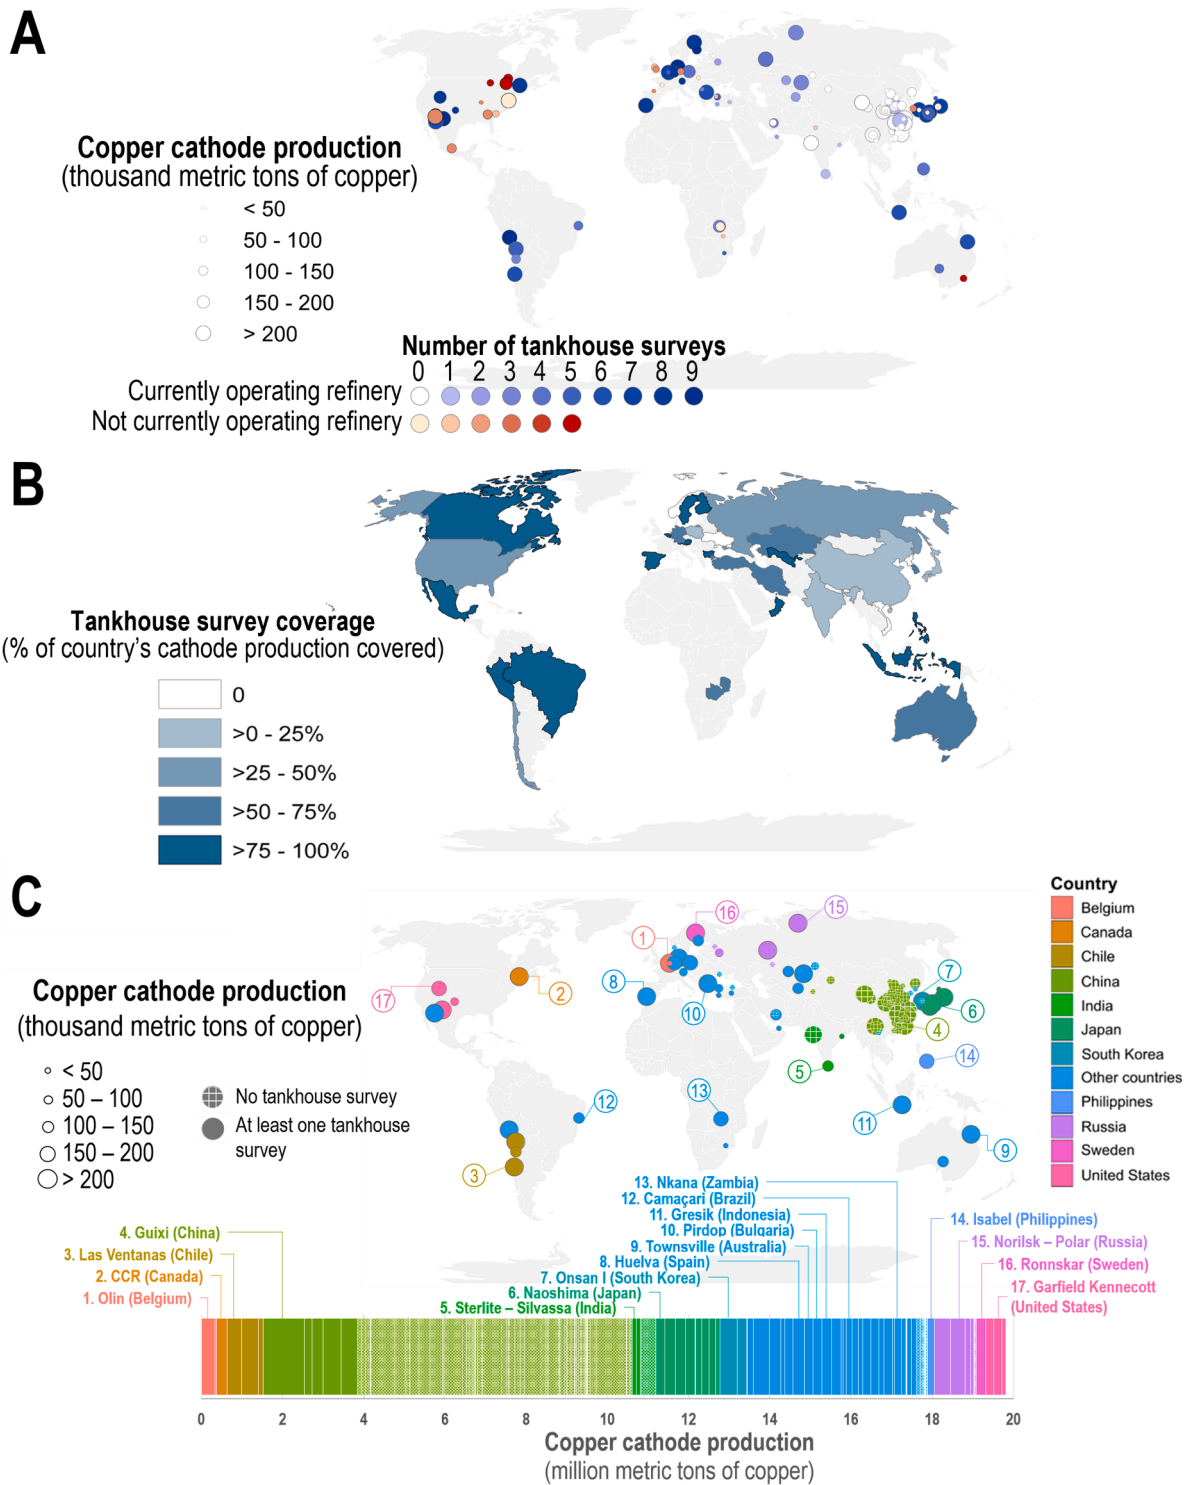 A
Copper cathode production
(thousand metric tons of copper)
< 50
50 - 100
100 - 150
150 - 200
> 200
Number of tankhouse surveys
0 1 2 3 4 5 6 7 8 9
Currently operating refinery
Not currently operating refinery
B
Tankhouse survey coverage
(% of country's cathode production covered)
0
>0 - 25%
>25 - 50%
>50 - 75%
>75 - 100%
C
Copper cathode production
(thousand metric tons of copper)
< 50
50 – 100
100 – 150
150 – 200
> 200
No tankhouse survey
At least one tankhouse
survey
1
2
3
4
5
6
7
8
9
10
11
12
13
14
15
16
17
Country
Belgium
Canada
Chile
China
India
Japan
South Korea
Other countries
Philippines
Russia
Sweden
United States
13. Nkana (Zambia)
12. Camaçari (Brazil)
11. Gresik (Indonesia)
10. Pirdop (Bulgaria)
9. Townsville (Australia)
8. Huelva (Spain)
7. Onsan I (South Korea)
6. Naoshima (Japan)
5. Sterlite – Silvassa (India)
4. Guixi (China)
3. Las Ventanas (Chile)
2. CCR (Canada)
1. Olin (Belgium)
14. Isabel (Philippines)
15. Norilsk – Polar (Russia)
16. Ronnskar (Sweden)
17. Garfield Kennecott
(United States)
0 2 4 6 8 10 12 14 16 18 20
Copper cathode production
(million metric tons of copper)